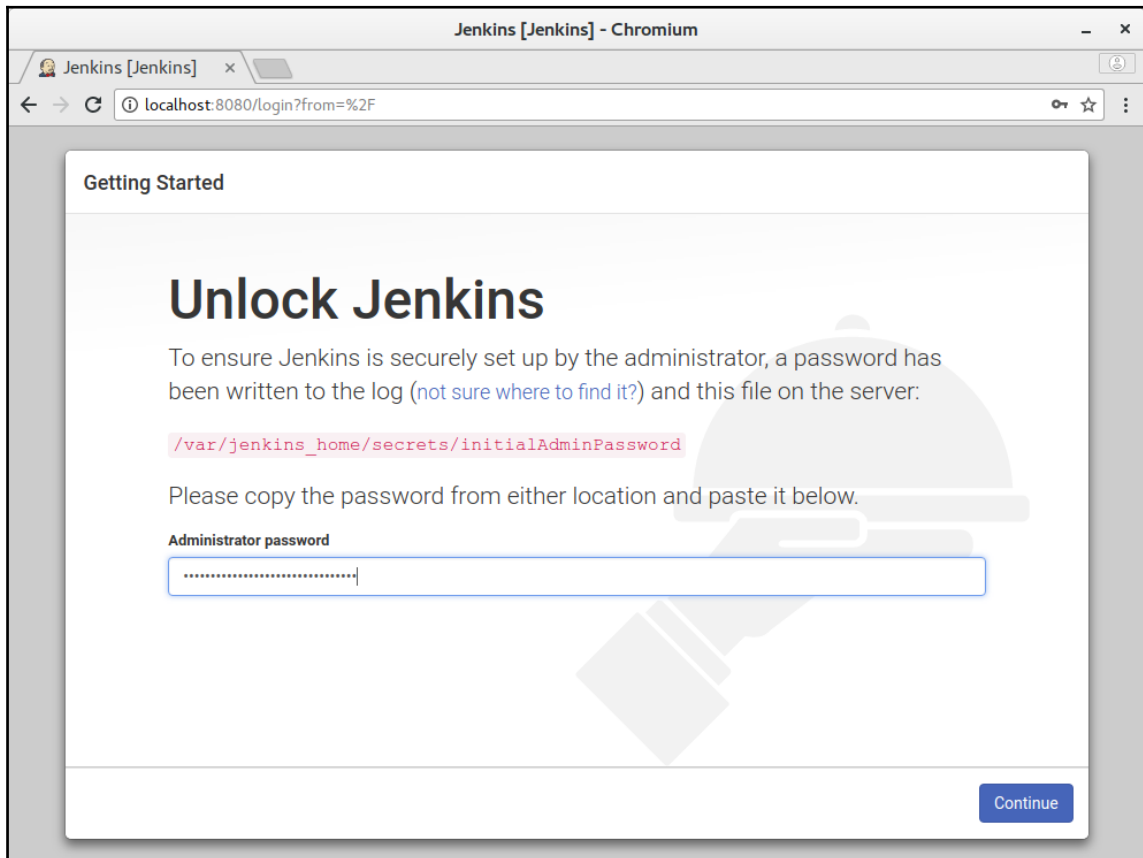 Jenkins [Jenkins] - Chromium
Jenkins [Jenkins]
localhost:8080/login?from=%2F
Getting Started
Unlock Jenkins
To ensure Jenkins is securely set up by the administrator, a password has
been written to the log (not sure where to find it?) and this file on the server:
/var/jenkins_home/secrets/initialAdminPassword
Please copy the password from either location and paste it below.
Administrator password
Continue